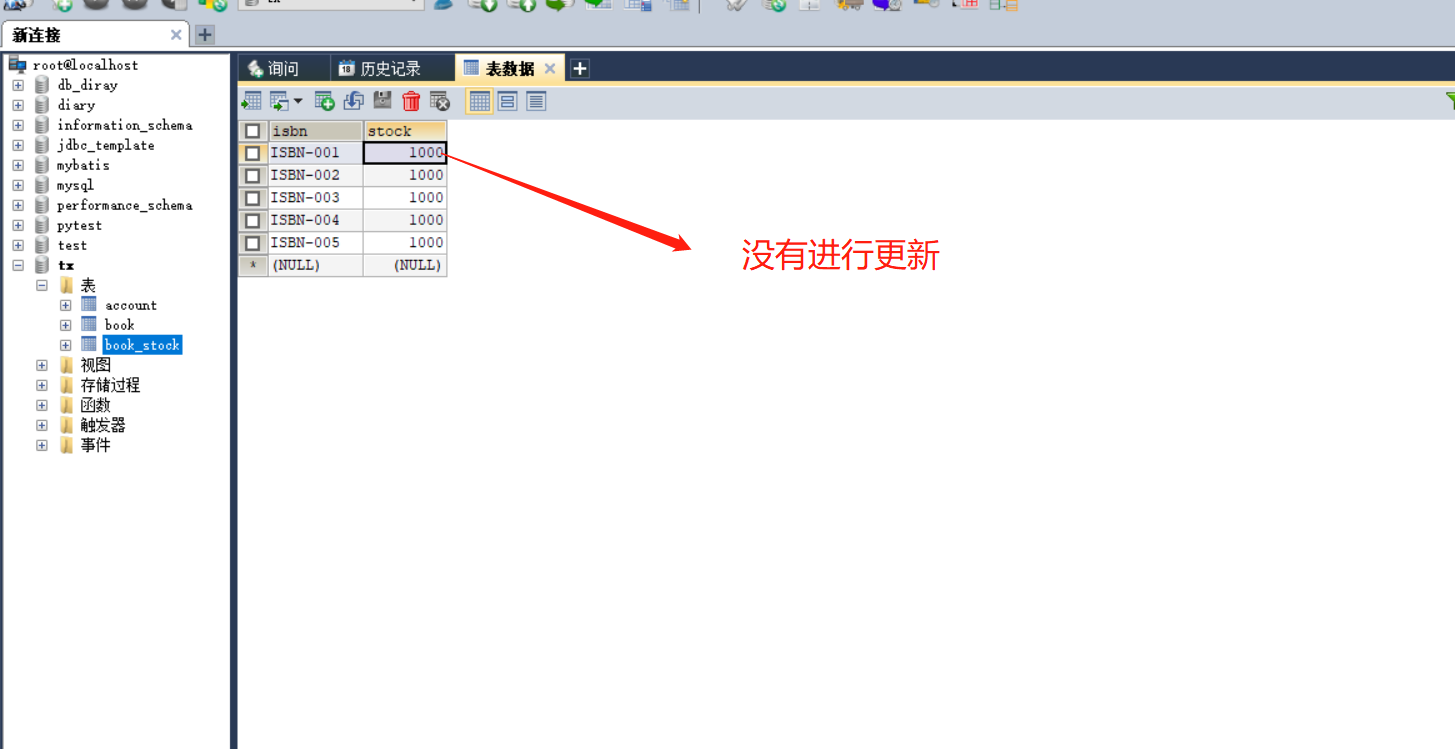 新连接
root@localhost
db_diray
diary
information_schema
jdbc_template
mybatis
mysql
performance_schema
pytest
test
tx
表
account
book
book_stock
视图
存储过程
函数
触发器
事件
询问
18 历史记录
表数据
isbn stock
ISBN-001 1000
ISBN-002 1000
ISBN-003 1000
ISBN-004 1000
ISBN-005 1000
* (NULL) (NULL)
没有进行更新